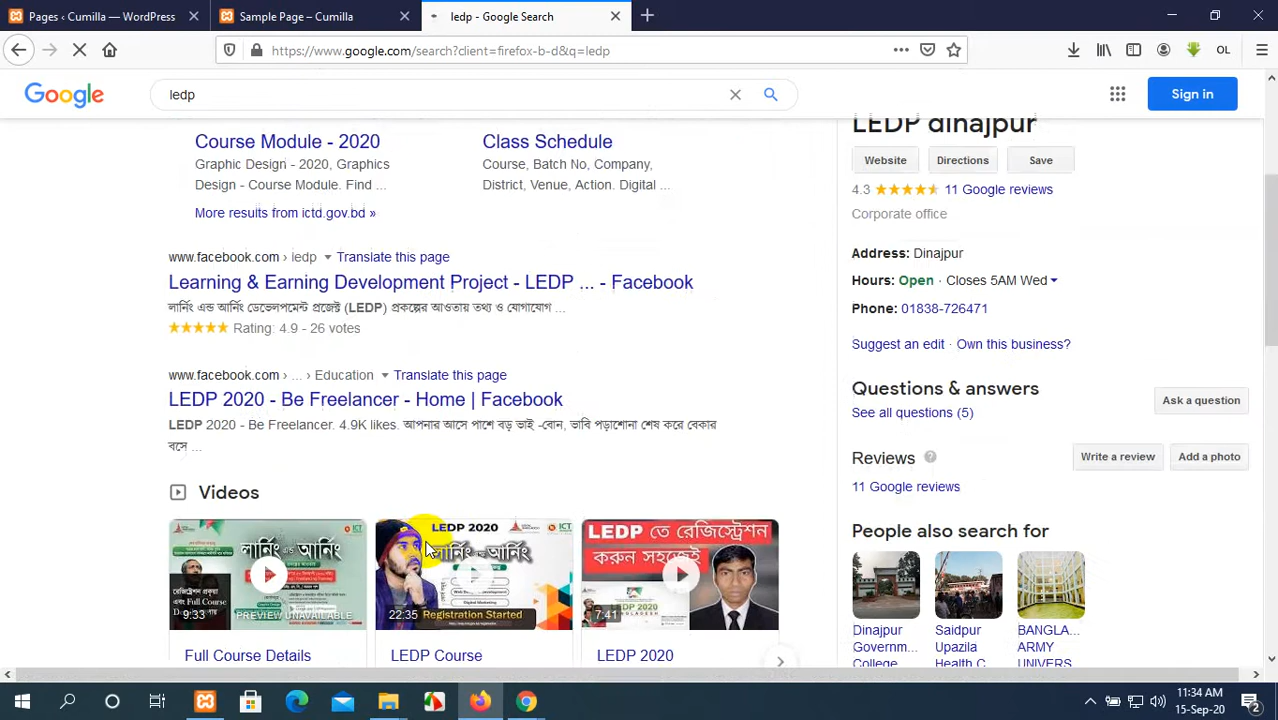 Pages ‹ Cumilla — WordPress
Sample Page – Cumilla
ledp - Google Search
https://www.google.com/search?client=firefox-b-d&q=ledp
OL
Google
ledp
Sign in
Course Module - 2020
Graphic Design - 2020, Graphics
Design - Course Module. Find ...
Class Schedule
Course, Batch No, Company,
District, Venue, Action. Digital ...
More results from ictd.gov.bd »
www.facebook.com › ledp Translate this page
Learning & Earning Development Project - LEDP ... - Facebook
লার্নিং এন্ড আর্নিং ডেভেলপমেন্ট প্রজেক্ট (LEDP) প্রকল্পের আওতায় তথ্য ও যোগাযোগ ...
Rating: 4.9 - 26 votes
www.facebook.com › ... › Education Translate this page
LEDP 2020 - Be Freelancer - Home | Facebook
LEDP 2020 - Be Freelancer. 4.9K likes. আপনার আসে পাশে বড় ভাই -বোন, ভাবি পড়াশোনা শেষ করে বেকার
বসে ...
Videos
লার্নিং এন্ড আর্নিং
9:33
PREVIEW UNAVAILABLE
Full Course Details
LEDP 2020
ICT
লার্নিং আর্নিং
Digital Marketing
22:35
Registration Started
LEDP Course
LEDP তে রেজিস্ট্রেশন
করুন সহজেই
LEDP 2020
7:41
LEDP 2020
LEDP dinajpur
Website
Directions
Save
4.3 11 Google reviews
Corporate office
Address: Dinajpur
Hours: Open · Closes 5AM Wed
Phone: 01838-726471
Suggest an edit · Own this business?
Questions & answers
See all questions (5)
Ask a question
Reviews
Write a review
Add a photo
11 Google reviews
People also search for
Dinajpur
Governm...
College
Saidpur
Upazila
Health C
BANGLA...
ARMY
UNIVERS
11:34 AM
15-Sep-20
2